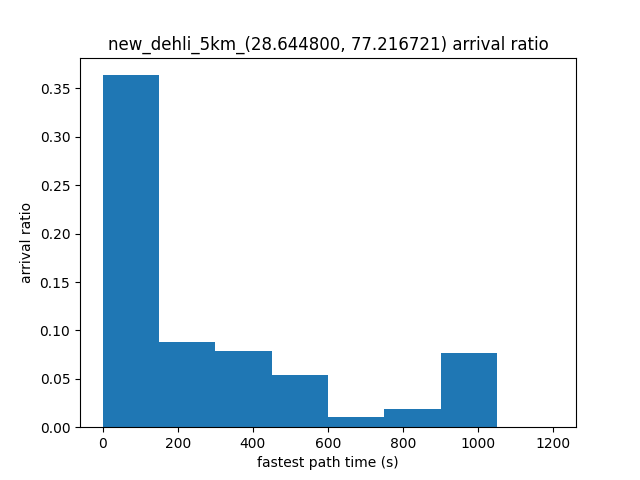 new_dehli_5km_(28.644800, 77.216721) arrival ratio
0.35
0.30
0.25
0.20
0.15
0.10
0.05
0.00
arrival ratio
0 200 400 600 800 1000 1200
fastest path time (s)